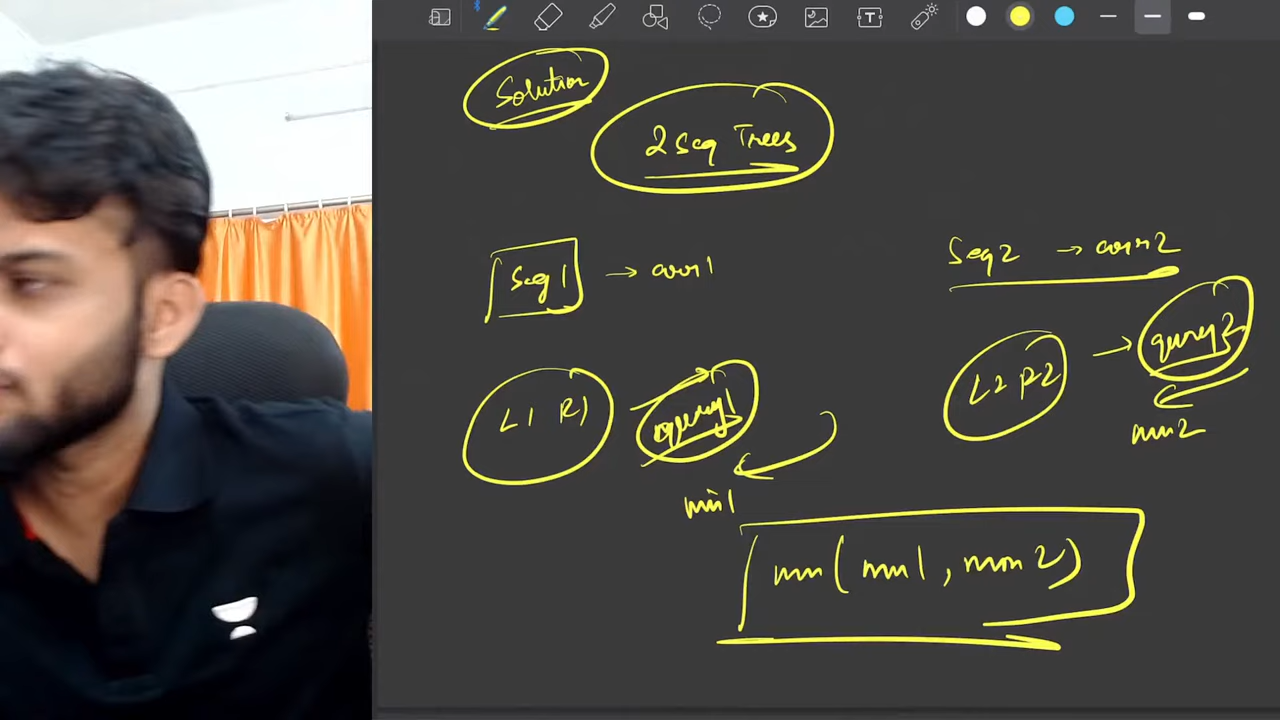 Solution
2 Seg Trees
Seg1 → arr1
Seg2 → arr2
L1 R1
query1
L2 R2 → query2
min1
min2
min(min1, min2)
T